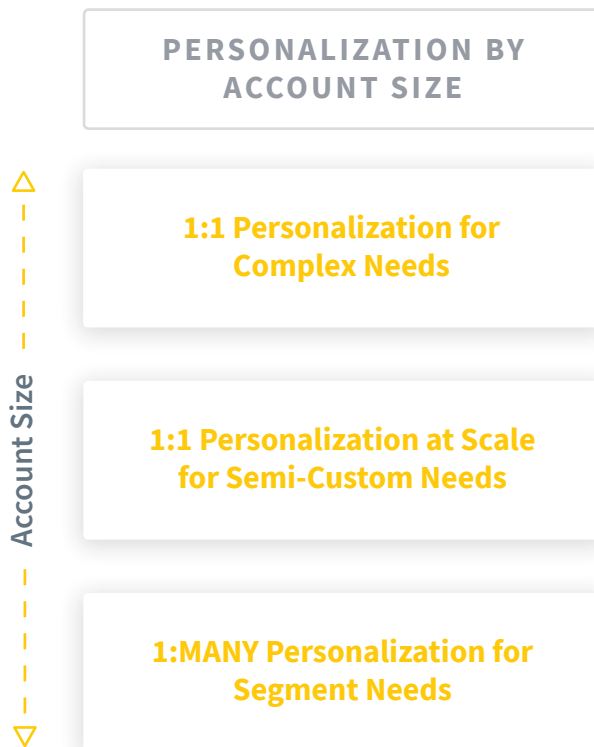 PERSONALIZATION BY
ACCOUNT SIZE
1:1 Personalization for
Complex Needs
Account Size
1:1 Personalization at Scale
for Semi-Custom Needs
1:MANY Personalization for
Segment Needs